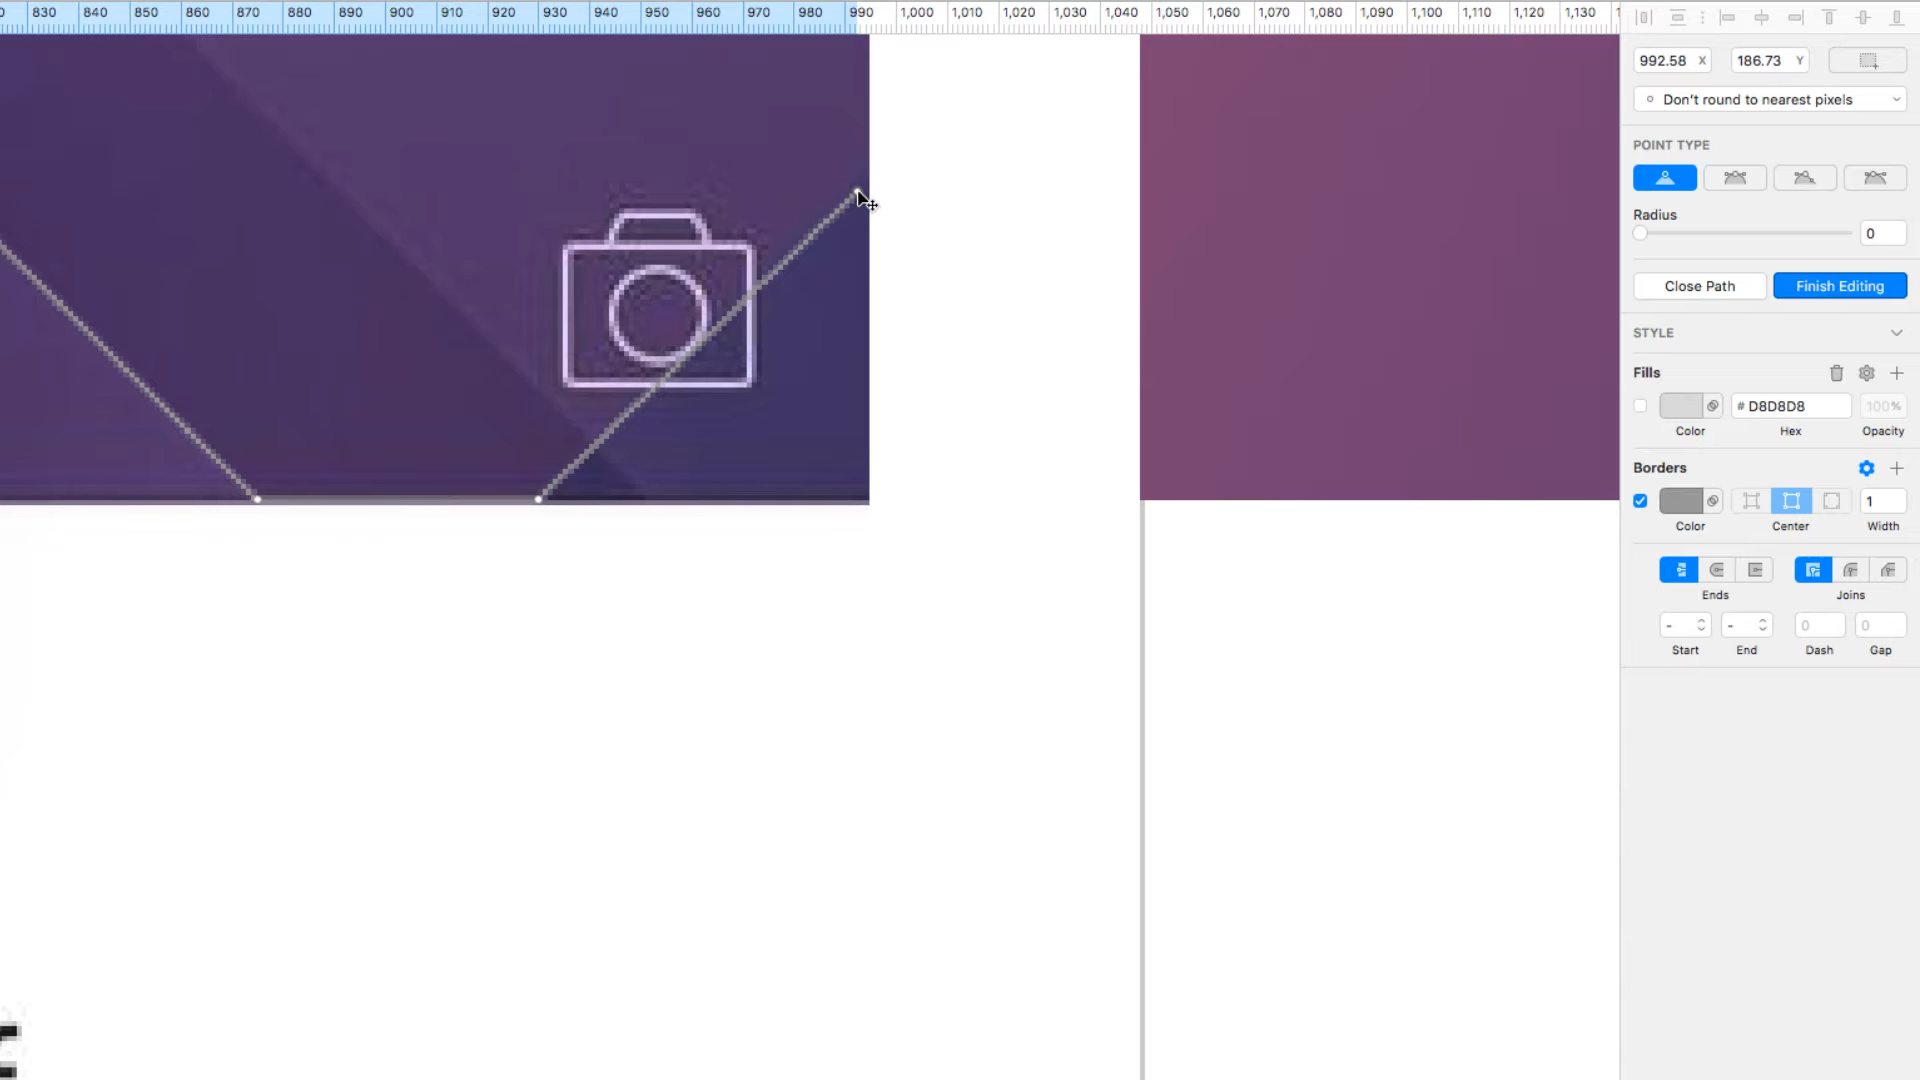 830 840 850 860 870 880 890 900 910 920 930 940 950 960 970 980 990 1,000 1,010 1,020 1,030 1,040 1,050 1,060 1,070 1,080 1,090 1,100 1,110 1,120 1,130
992.58 X 186.73 Y
Don't round to nearest pixels
POINT TYPE
Radius
0
Close Path Finish Editing
STYLE
Fills
# D8D8D8 100%
Color Hex Opacity
Borders
1
Color Center Width
Ends Joins
- - 0 0
Start End Dash Gap